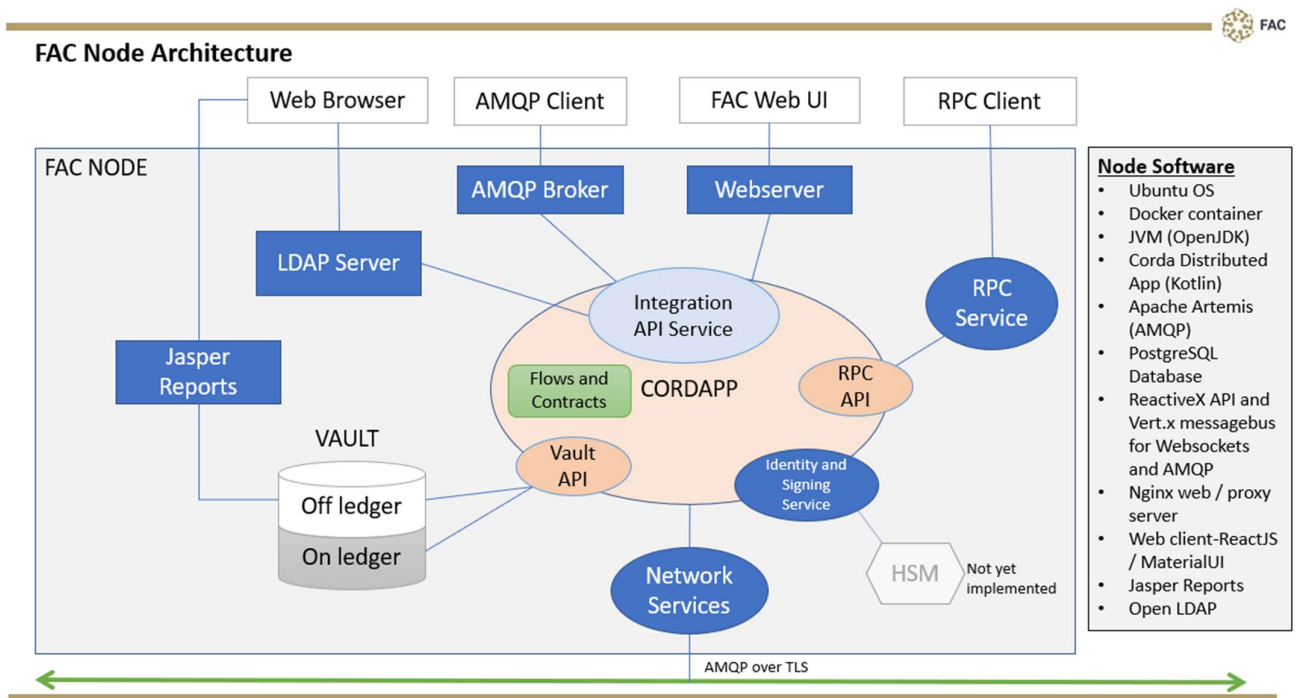 FAC
FAC Node Architecture
Web Browser
AMQP Client
FAC Web UI
RPC Client
FAC NODE
AMQP Broker
Webserver
LDAP Server
Integration
API Service
RPC
Service
Jasper
Reports
Flows and
Contracts
CORDAPP
RPC
API
VAULT
Vault
API
Identity and
Signing
Service
Off ledger
On ledger
Network
Services
HSM
Not yet
implemented
AMQP over TLS
Node Software
• Ubuntu OS
• Docker container
• JVM (OpenJDK)
• Corda Distributed
App (Kotlin)
• Apache Artemis
(AMQP)
• PostgreSQL
Database
• ReactiveX API and
Vert.x messagebus
for Websockets
and AMQP
• Nginx web / proxy
server
• Web client-ReactJS
/ MaterialUI
• Jasper Reports
• Open LDAP